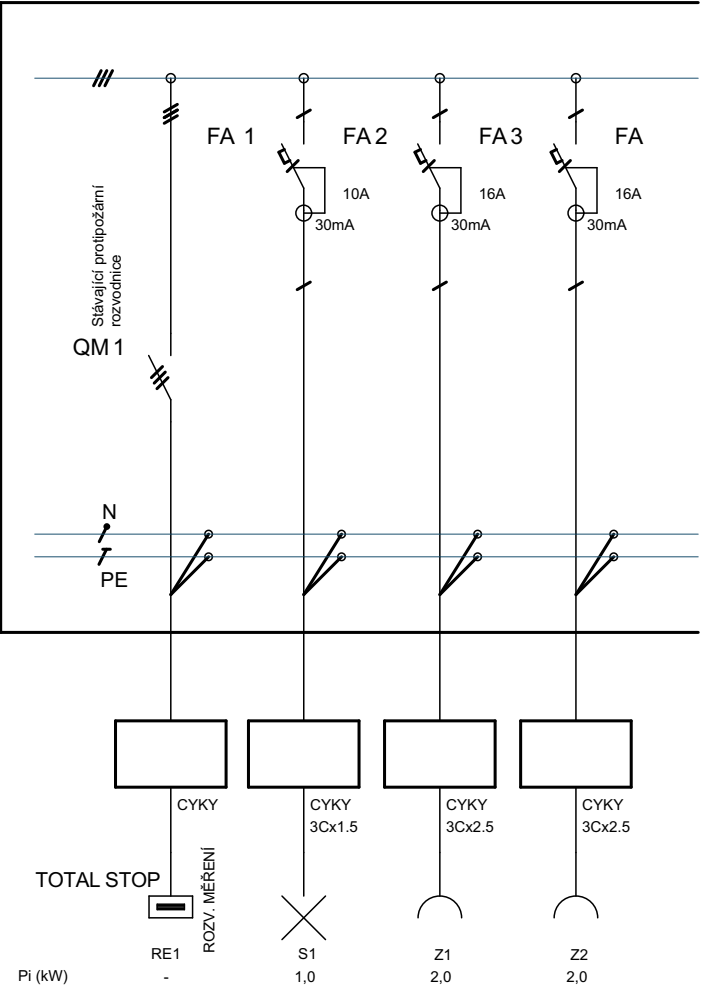 FA 1
FA 2
FA 3
FA
10A
16A
16A
30mA
30mA
30mA
Stávající protipožární
rozvodnice
QM 1
N
PE
CYKY
CYKY
3Cx1.5
CYKY
3Cx2.5
CYKY
3Cx2.5
TOTAL STOP
ROZV. MĚŘENÍ
RE1
S1
Z1
Z2
Pi (kW)
-
1,0
2,0
2,0